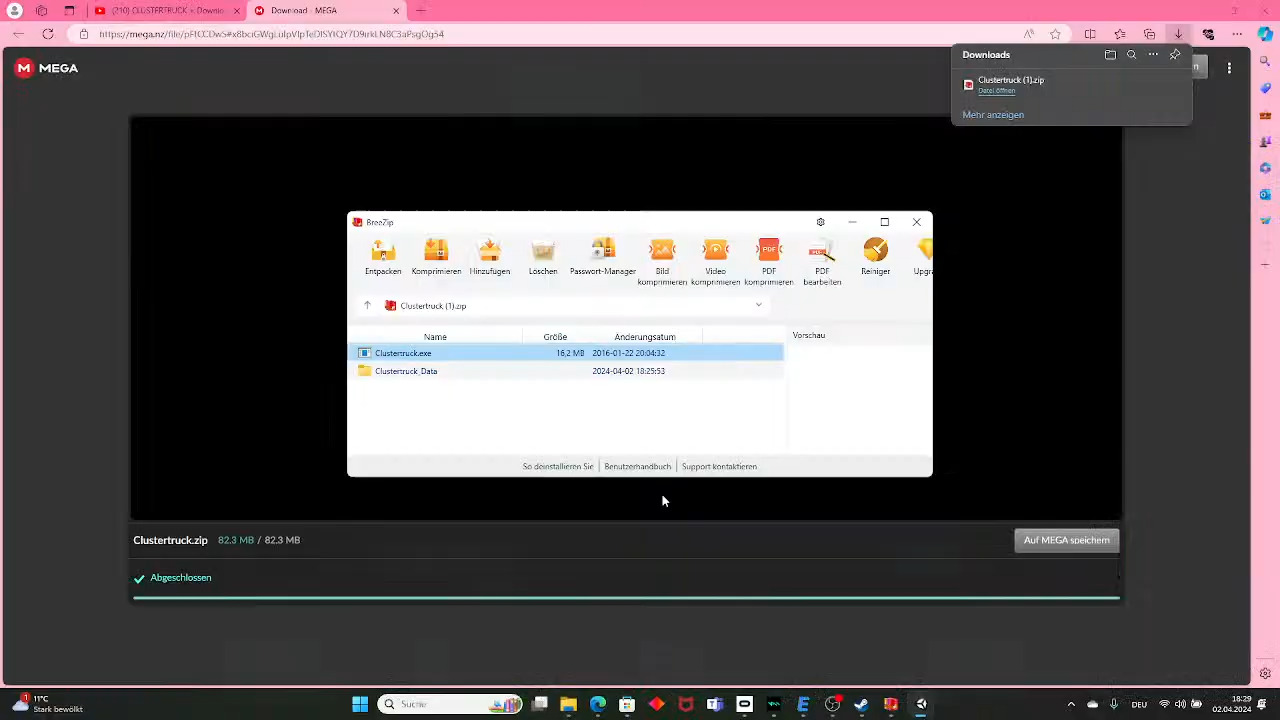 (210) CLUSTERTRUCK - Downlo
Download - MEGA
MEGA
Downloads
Clustertruck (1).zip
Datei öffnen
Mehr anzeigen
BreeZip
Entpacken
Komprimieren
Hinzufügen
Löschen
Passwort-Manager
Bild komprimieren
Video komprimieren
PDF komprimieren
PDF bearbeiten
Reiniger
Upgra
Clustertruck (1).zip
Name Größe Änderungsatum
Vorschau
Clustertruck.exe 16,2 MB 2016-01-22 20:04:32
Clustertruck_Data 2024-04-02 18:25:53
So deinstallieren Sie
Benutzerhandbuch
Support kontaktieren
Clustertruck.zip 82.3 MB / 82.3 MB
Auf MEGA speichern
Abgeschlossen
11°C
Stark bewölkt
Suche
DEU
18:29
02.04.2024